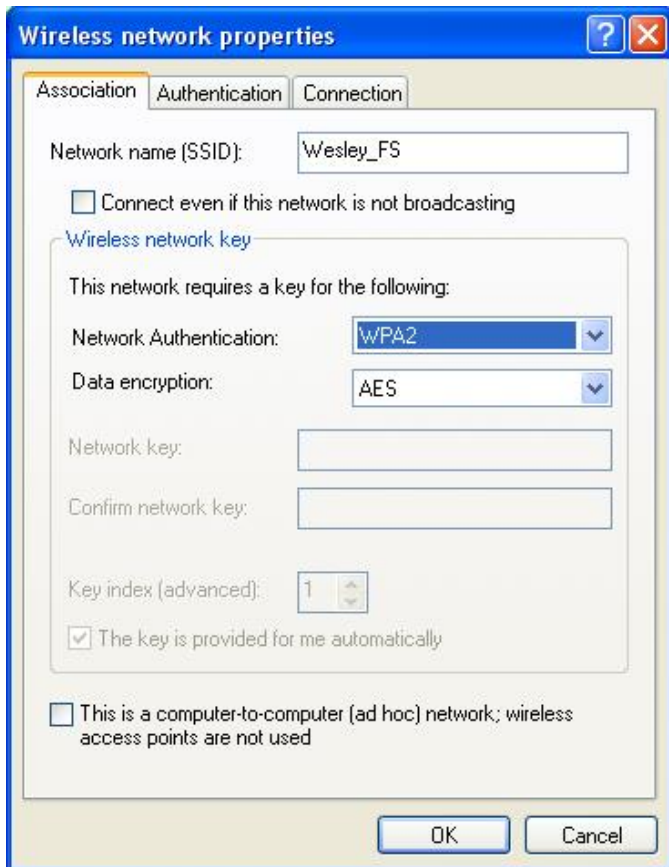 Wireless network properties
Association Authentication Connection
Network name (SSID): Wesley_FS
Connect even if this network is not broadcasting
Wireless network key
This network requires a key for the following:
Network Authentication: WPA2
Data encryption: AES
Network key:
Confirm network key:
Key index (advanced): 1
The key is provided for me automatically
This is a computer-to-computer (ad hoc) network; wireless
access points are not used
OK Cancel